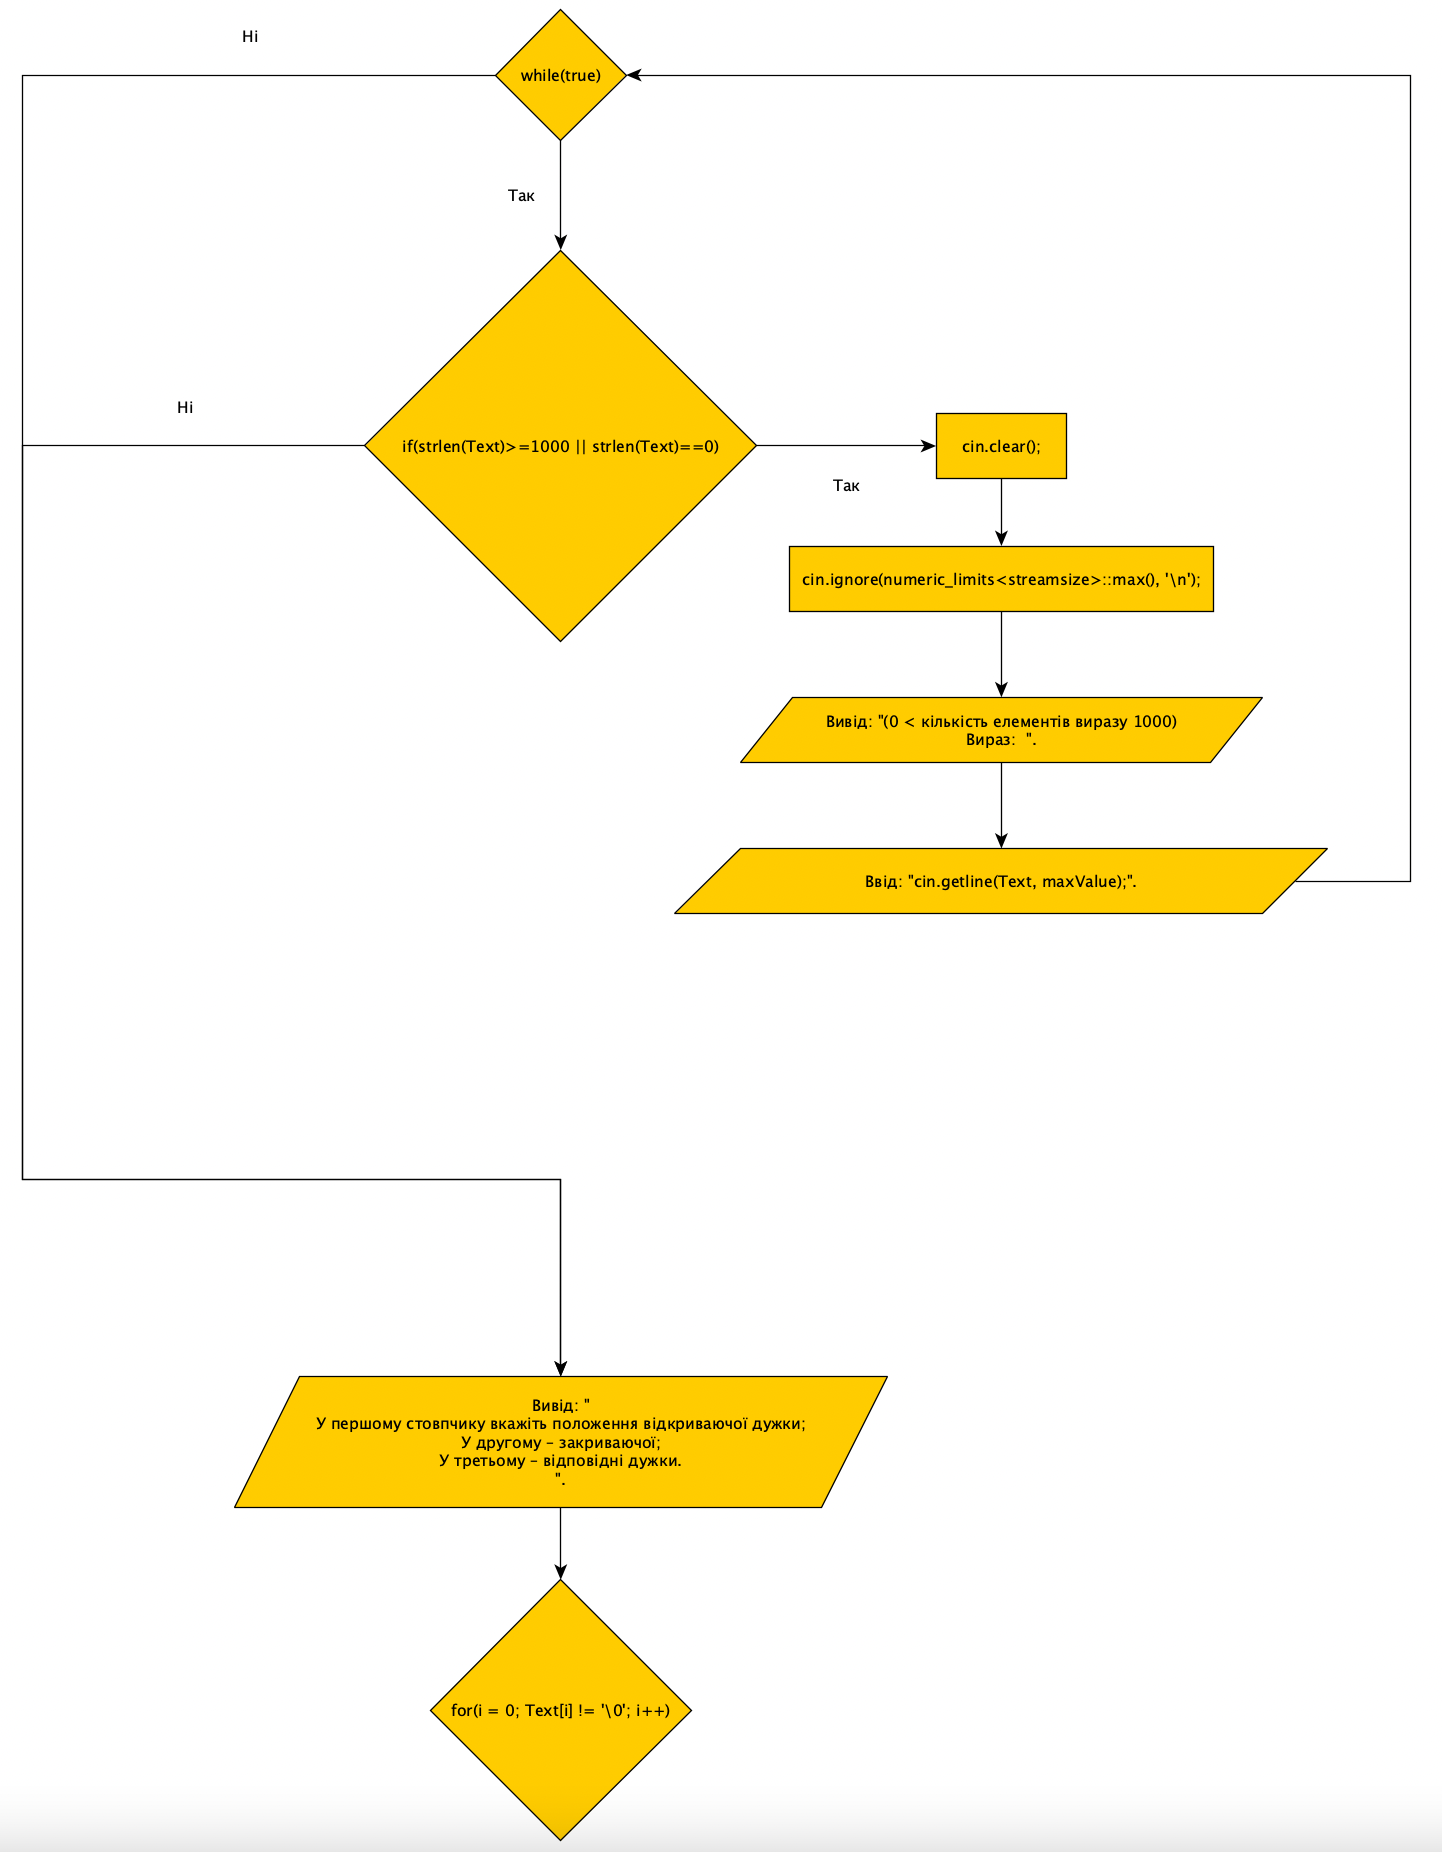 Ні
while(true)
Так
Ні
if(strlen(Text)>=1000 || strlen(Text)==0)
Так
cin.clear();
cin.ignore(numeric_limits<streamsize>::max(), '\n');
Вивід: "(0 < кількість елементів виразу 1000)
Вираз:  ".
Ввід: "cin.getline(Text, maxValue);".
Вивід: "
У першому стовпчику вкажіть положення відкриваючої дужки;
У другому – закриваючої;
У третьому – відповідні дужки.
".
for(i = 0; Text[i] != '\0'; i++)